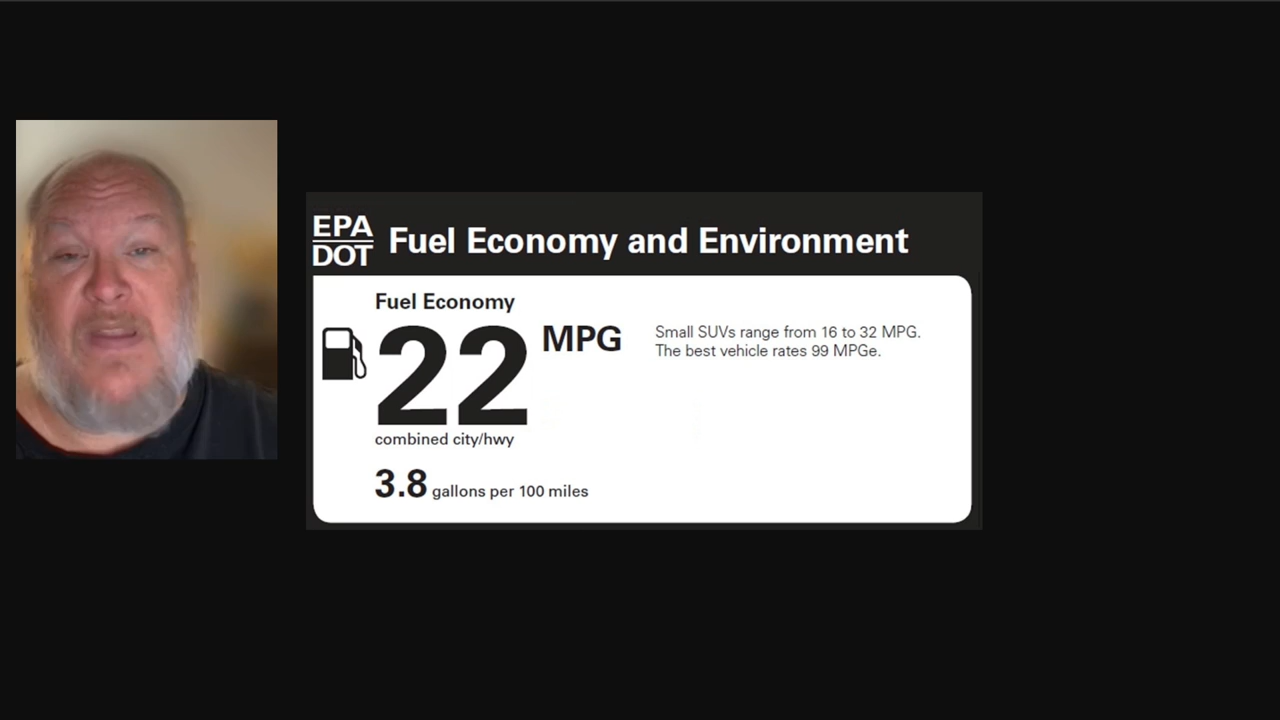 EPA
DOT
Fuel Economy and Environment
Fuel Economy
22 MPG
Small SUVs range from 16 to 32 MPG.
The best vehicle rates 99 MPGe.
combined city/hwy
3.8 gallons per 100 miles